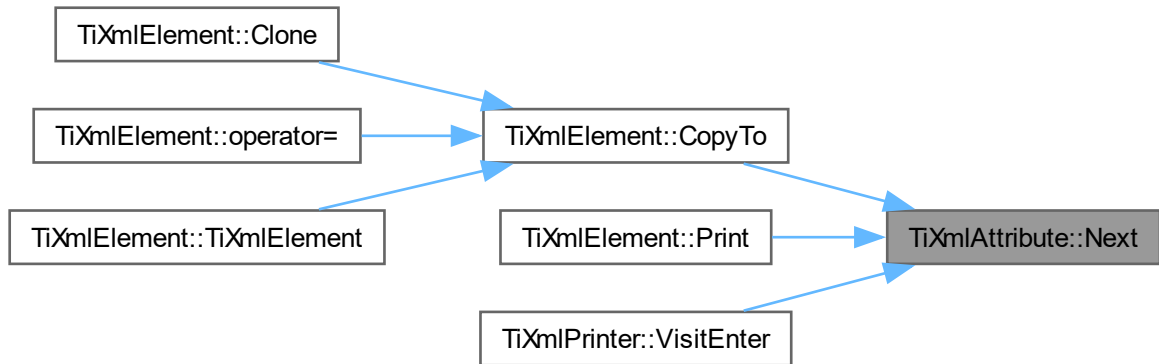 TiXmlElement::Clone
TiXmlElement::operator=
TiXmlElement::CopyTo
TiXmlElement::TiXmlElement
TiXmlElement::Print
TiXmlAttribute::Next
TiXmlPrinter::VisitEnter